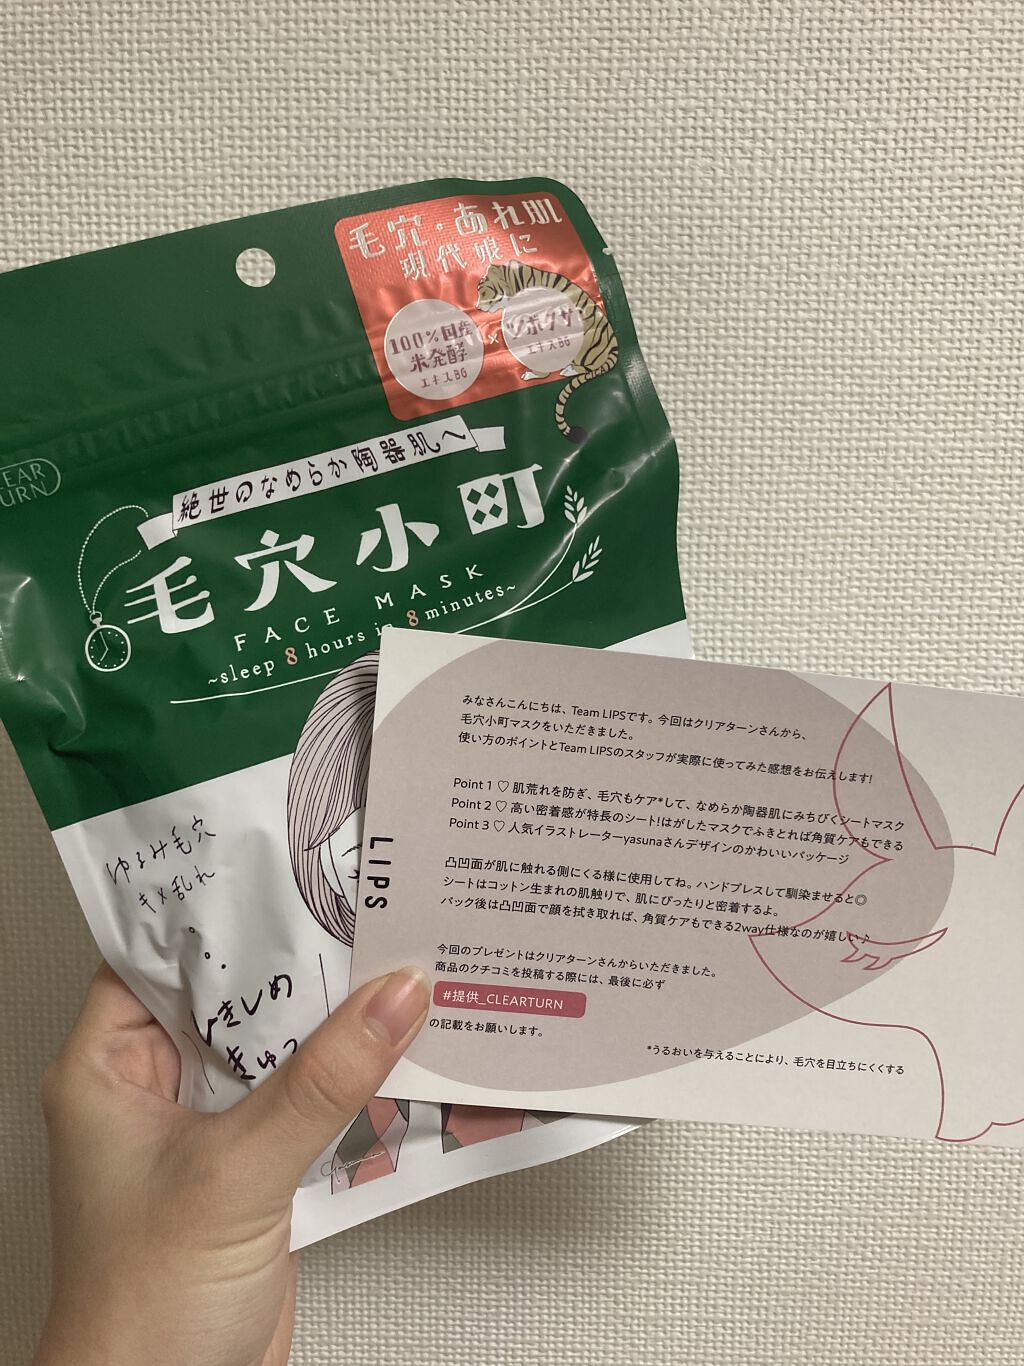 毛穴・あれ肌
現代娘に
100%国産
米発酵
エキスBG
×
ツボクサ
エキスBG
CICA
CLEAR
TURN
絶世のなめらか陶器肌へ
毛穴小町
FACE MASK
~sleep 8 hours in 8 minutes~
ゆるみ毛穴
キメ乱れ
ひきしめ
きゅっ
LIPS
みなさんこんにちは、Team LIPSです。今回はクリアターンさんから、
毛穴小町マスクをいただきました。
使い方のポイントとTeam LIPSのスタッフが実際に使ってみた感想をお伝えします!
Point 1 ♡ 肌荒れを防ぎ、毛穴もケア*して、なめらか陶器肌にみちびくシートマスク
Point 2 ♡ 高い密着感が特長のシート!はがしたマスクでふきとれば角質ケアもできる
Point 3 ♡ 人気イラストレーターyasunaさんデザインのかわいいパッケージ
凸凹面が肌に触れる側にくる様に使用してね。ハンドプレスして馴染ませると◎
シートはコットン生まれの肌触りで、肌にぴったりと密着するよ。
パック後は凸凹面で顔を拭き取れば、角質ケアもできる2way仕様なのが嬉しい♪
今回のプレゼントはクリアターンさんからいただきました。
商品のクチコミを投稿する際には、最後に必ず
#提供_CLEARTURN
の記載をお願いします。
*うるおいを与えることにより、毛穴を目立ちにくくする